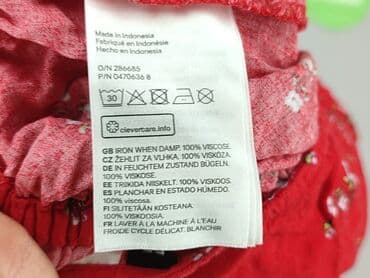 Made in Indonesia
Fabriqué en Indonésie
Hecho en Indonesia
O/N 286685
P/N 0470636 8
30
clevercare.info
GB IRON WHEN DAMP. 100% VISCOSE.
CZ ŽEHLIT ZA VLHKA. 100% VISKÓZA.
DE IN FEUCHTEM ZUSTAND BÜGELN.
100% VISKOSE.
EE TRIIKIDA NIISKELT. 100% VISKOOS.
ES PLANCHAR EN ESTADO HÚMEDO.
100% viscosa.
FI SILITETÄÄN KOSTEANA.
100% VISKOOSIA.
FR LAVER À LA MACHINE À L'EAU
FROIDE CYCLE DÉLICAT. BLANCHIR